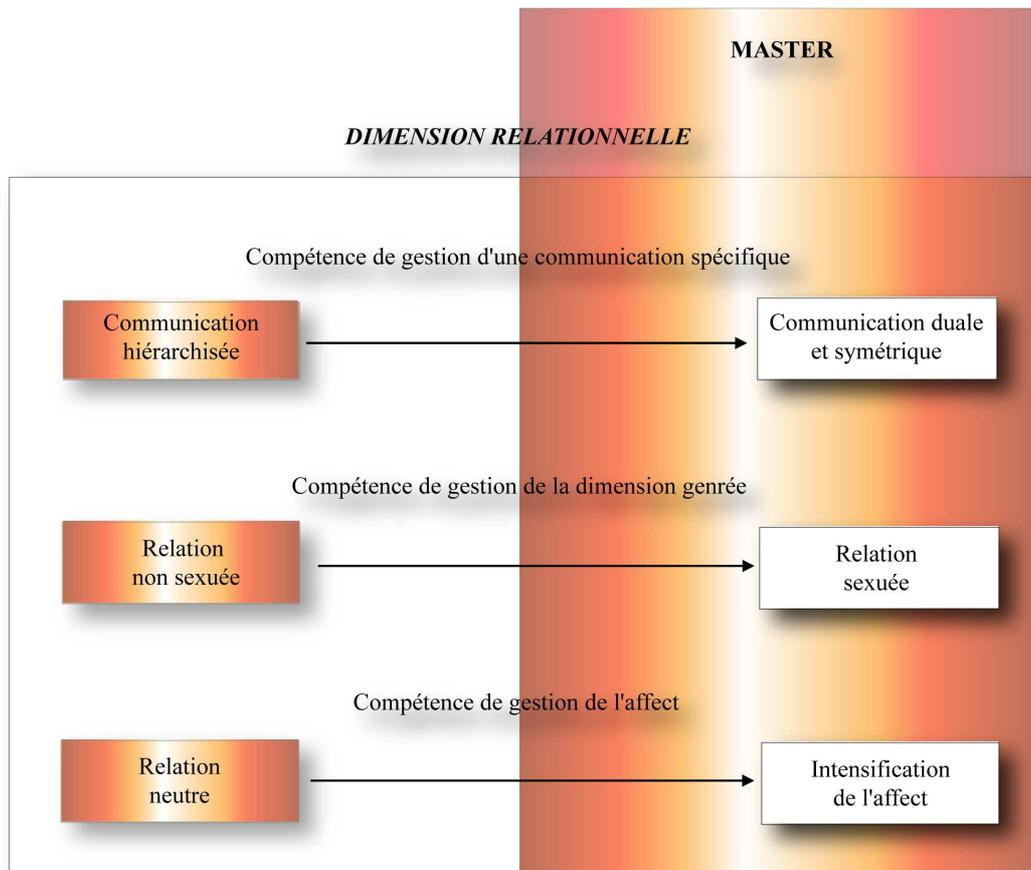 MASTER
DIMENSION RELATIONNELLE
Compétence de gestion d'une communication spécifique
Communication
hiérarchisée
Communication duale
et symétrique
Compétence de gestion de la dimension genrée
Relation
non sexuée
Relation
sexuée
Compétence de gestion de l'affect
Relation
neutre
Intensification
de l'affect